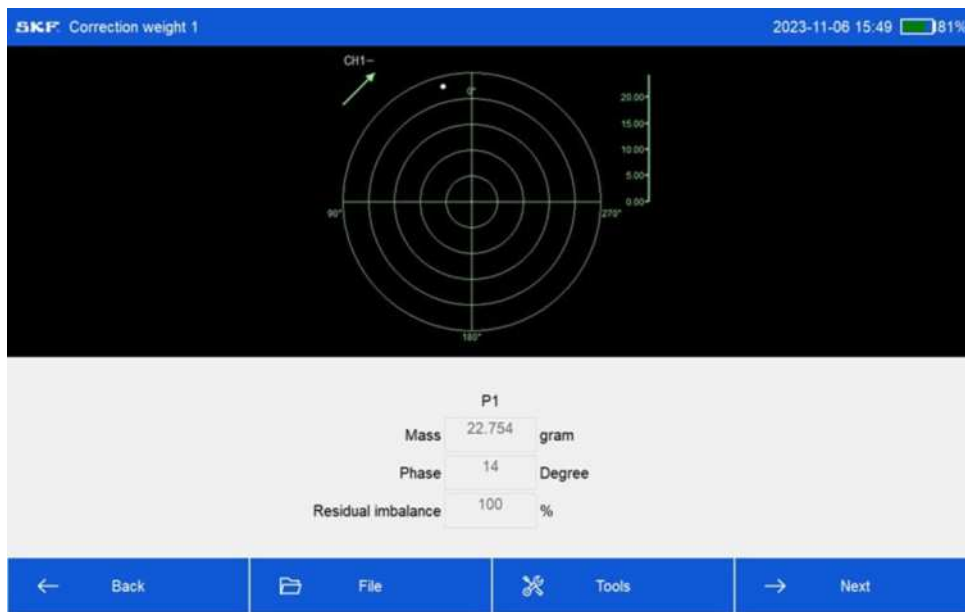 SKF. Correction weight 1
2023-11-06 15:49 81%
CH1–
0°
20.00
15.00
10.00
5.00
0.00
90°
270°
180°
P1
Mass 22.754 gram
Phase 14 Degree
Residual imbalance 100 %
Back File Tools Next